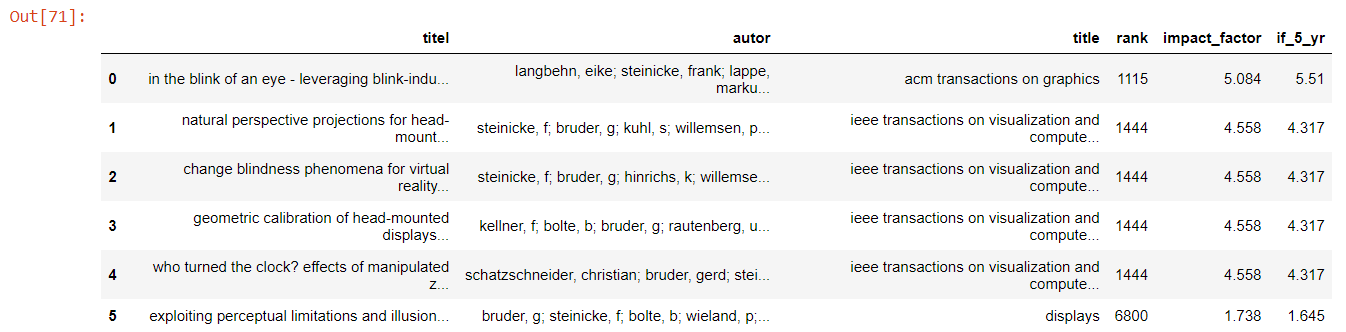 Out[71]:
titel autor title rank impact_factor if_5_yr
0 in the blink of an eye - leveraging blink-indu... langbehn, eike; steinicke, frank; lappe, marku... acm transactions on graphics 1115 5.084 5.51
1 natural perspective projections for head-mount... steinicke, f; bruder, g; kuhl, s; willemsen, p... ieee transactions on visualization and compute... 1444 4.558 4.317
2 change blindness phenomena for virtual reality... steinicke, f; bruder, g; hinrichs, k; willemse... ieee transactions on visualization and compute... 1444 4.558 4.317
3 geometric calibration of head-mounted displays... kellner, f; bolte, b; bruder, g; rautenberg, u... ieee transactions on visualization and compute... 1444 4.558 4.317
4 who turned the clock? effects of manipulated z... schatzschneider, christian; bruder, gerd; stei... ieee transactions on visualization and compute... 1444 4.558 4.317
5 exploiting perceptual limitations and illusion... bruder, g; steinicke, f; bolte, b; wieland, p;... displays 6800 1.738 1.645